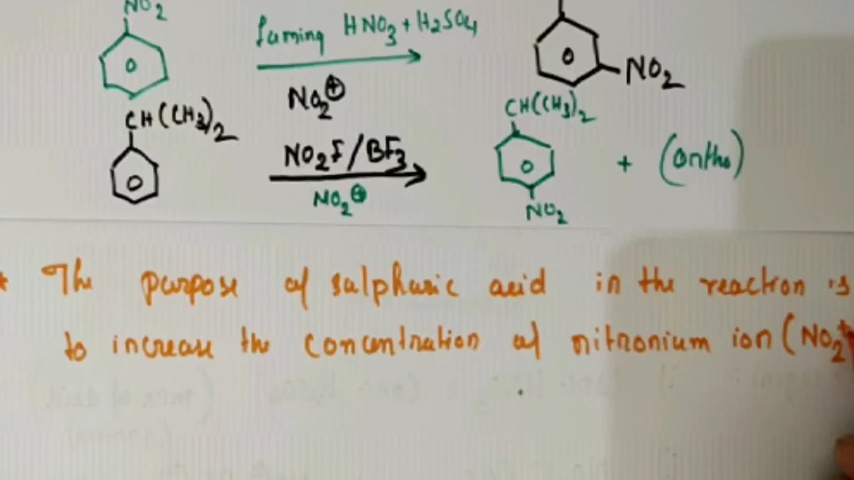 NO2
fuming HNO3 + H2SO4
NO2⊕
NO2
CH(CH3)2
NO2F/BF3
NO2⊕
CH(CH3)2
NO2
+ (ortho)
* The purpose of sulphuric acid in the reaction is
to increase the concentration of nitronium ion (NO2+)